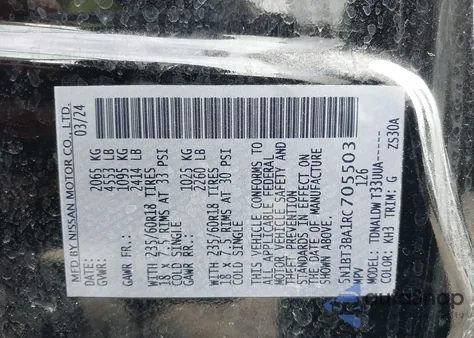 MFD BY NISSAN MOTOR CO., LTD.
DATE: 03/24
GVWR: 2065 KG
4553 LB
GAWR FR.: 1095 KG
2414 LB
WITH 235/60R18 TIRES
18 X 7.5 RIMS AT 33 PSI
COLD SINGLE
GAWR RR.: 1025 KG
2260 LB
WITH 235/60R18 TIRES
18 X 7.5 RIMS AT 30 PSI
COLD SINGLE
THIS VEHICLE CONFORMS TO
ALL APPLICABLE FEDERAL
MOTOR VEHICLE SAFETY AND
THEFT PREVENTION
STANDARDS IN EFFECT ON
THE DATE OF MANUFACTURE
SHOWN ABOVE.
5N1BT3BA1RC705503
MPV 126
MODEL: TDNALDW T33UUA-----
COLOR: KH3 TRIM: G ZS30A
autoSnap